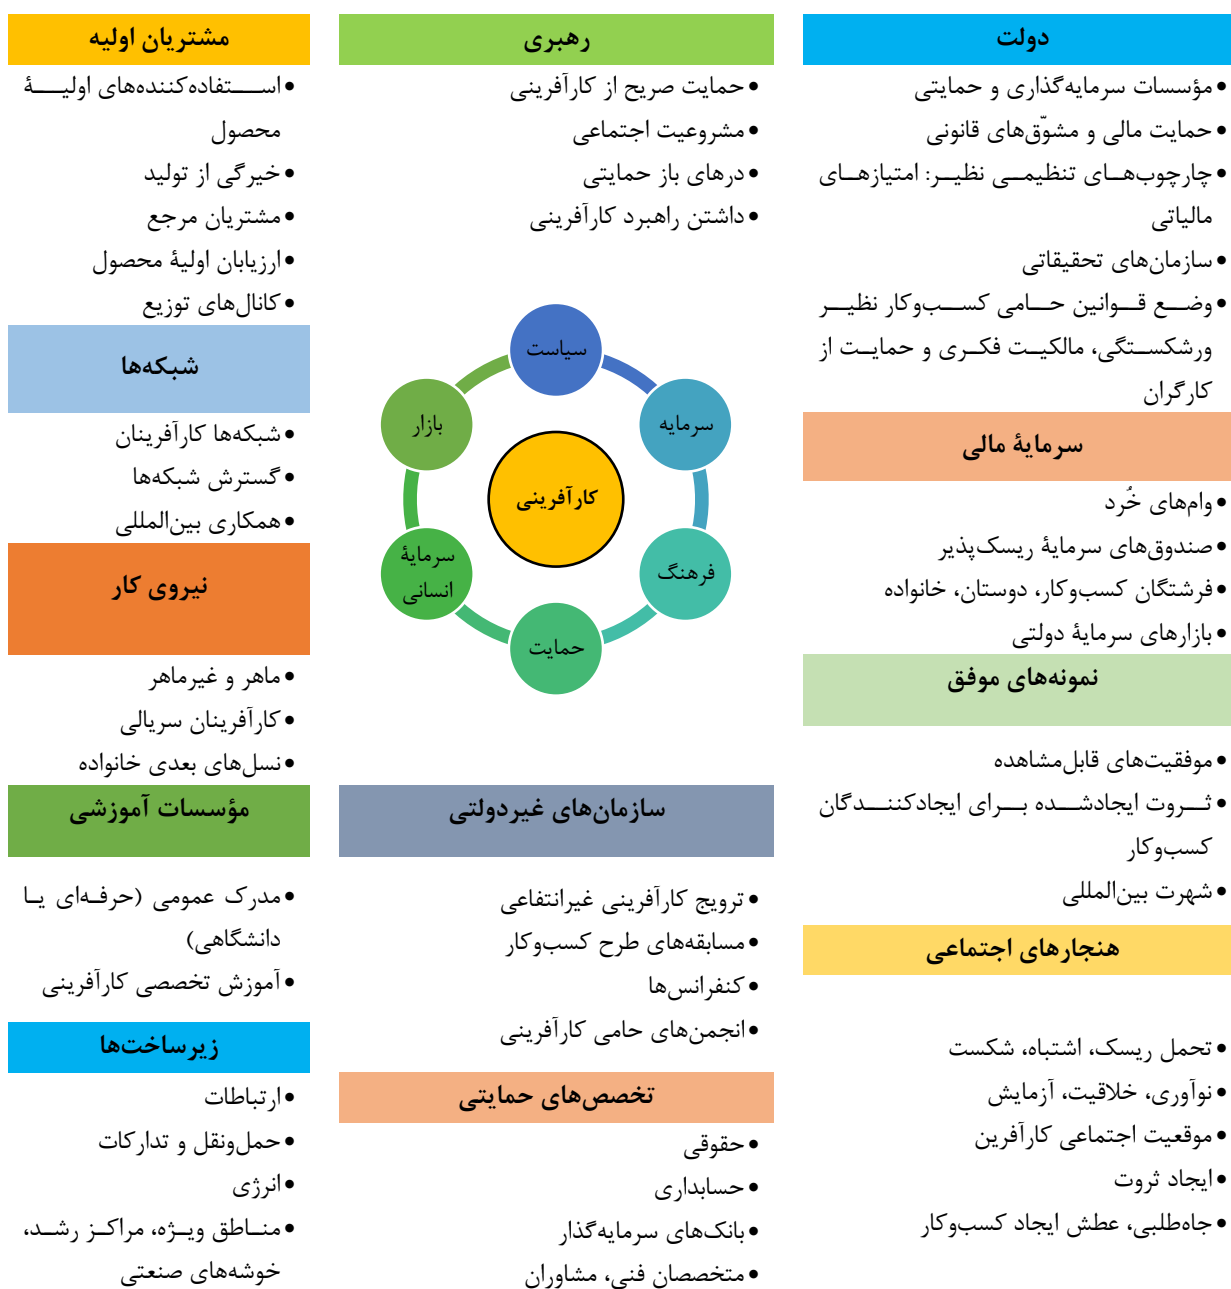 دولت
•مؤسسات سرمایه‌گذاری و حمایتی
•حمایت مالی و مشوّق‌های قانونی
•چارچوب‌های تنظیمی نظیر: امتیازهای
مالیاتی
•سازمان‌های تحقیقاتی
•وضع قوانین حامی کسب‌وکار نظیر
ورشکستگی، مالکیت فکری و حمایت از
کارگران
سرمایهٔ مالی
•وام‌های خُرد
•صندوق‌های سرمایهٔ ریسک‌پذیر
•فرشتگان کسب‌وکار، دوستان، خانواده
•بازارهای سرمایهٔ دولتی
نمونه‌های موفق
•موفقیت‌های قابل‌مشاهده
•ثروت ایجادشده برای ایجادکنندگان
کسب‌وکار
•شهرت بین‌المللی
هنجارهای اجتماعی
•تحمل ریسک، اشتباه، شکست
•نوآوری، خلاقیت، آزمایش
•موقعیت اجتماعی کارآفرین
•ایجاد ثروت
•جاه‌طلبی، عطش ایجاد کسب‌وکار
رهبری
•حمایت صریح از کارآفرینی
•مشروعیت اجتماعی
•درهای باز حمایتی
•داشتن راهبرد کارآفرینی
سیاست
سرمایه
فرهنگ
حمایت
سرمایهٔ
انسانی
بازار
کارآفرینی
سازمان‌های غیردولتی
•ترویج کارآفرینی غیرانتفاعی
•مسابقه‌های طرح کسب‌وکار
•کنفرانس‌ها
•انجمن‌های حامی کارآفرینی
تخصص‌های حمایتی
•حقوقی
•حسابداری
•بانک‌های سرمایه‌گذار
•متخصصان فنی، مشاوران
مشتریان اولیه
•استفاده‌کننده‌های اولیهٔ
محصول
•خیرگی از تولید
•مشتریان مرجع
•ارزیابان اولیهٔ محصول
•کانال‌های توزیع
شبکه‌ها
•شبکه‌ها کارآفرینان
•گسترش شبکه‌ها
•همکاری بین‌المللی
نیروی کار
•ماهر و غیرماهر
•کارآفرینان سریالی
•نسل‌های بعدی خانواده
مؤسسات آموزشی
•مدرک عمومی (حرفه‌ای یا
دانشگاهی)
•آموزش تخصصی کارآفرینی
زیرساخت‌ها
•ارتباطات
•حمل‌ونقل و تدارکات
•انرژی
•مناطق ویژه، مراکز رشد،
خوشه‌های صنعتی